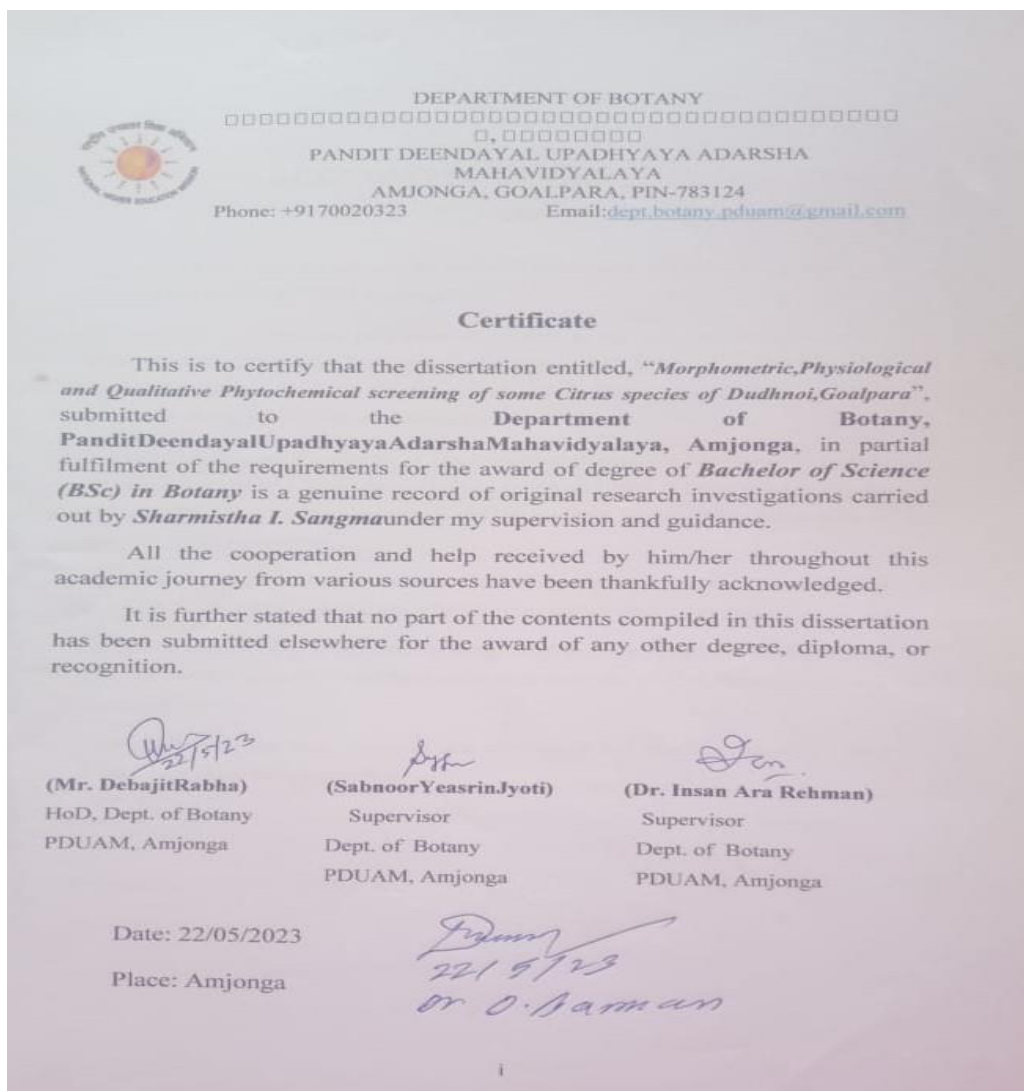 DEPARTMENT OF BOTANY
□□□□□□□□□□□□□□□□□□□□□□□□□□□□□□□□□□□□□□□
□, □□□□□□□□
PANDIT DEENDAYAL UPADHYAYA ADARSHA
MAHAVIDYALAYA
AMJONGA, GOALPARA, PIN-783124
Phone: +9170020323 Email:dept.botany.pduam@gmail.com
NATIONAL HIGHER EDUCATION MISSION
Certificate
This is to certify that the dissertation entitled, “Morphometric,Physiological
and Qualitative Phytochemical screening of some Citrus species of Dudhnoi,Goalpara”,
submitted to the Department of Botany,
PanditDeendayalUpadhyayaAdarshaMahavidyalaya, Amjonga, in partial
fulfilment of the requirements for the award of degree of Bachelor of Science
(BSc) in Botany is a genuine record of original research investigations carried
out by Sharmistha I. Sangmaunder my supervision and guidance.
All the cooperation and help received by him/her throughout this
academic journey from various sources have been thankfully acknowledged.
It is further stated that no part of the contents compiled in this dissertation
has been submitted elsewhere for the award of any other degree, diploma, or
recognition.
22/5/23
(Mr. DebajitRabha) (SabnoorYeasrinJyoti) (Dr. Insan Ara Rehman)
HoD, Dept. of Botany Supervisor Supervisor
PDUAM, Amjonga Dept. of Botany Dept. of Botany
PDUAM, Amjonga PDUAM, Amjonga
Date: 22/05/2023
22/5/23
Place: Amjonga
Dr D. Barman
i